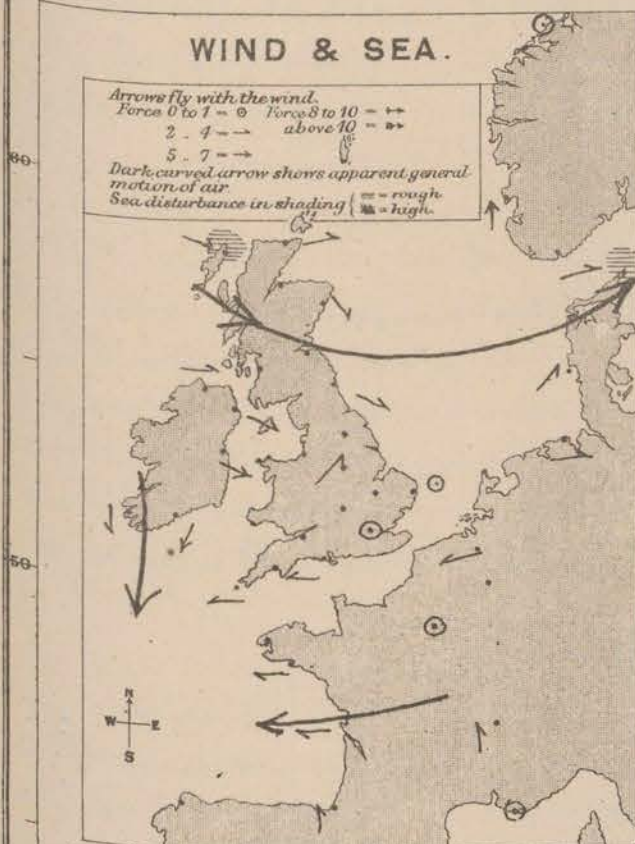 WIND & SEA.
Arrows fly with the wind.
Force 0 to 1 = Force 8 to 10 =
2 - 4 = above 10 =
5 - 7 =
Dark curved arrow shows apparent general
motion of air
Sea disturbance in shading { = rough
= high.
60
50
N
W E
S